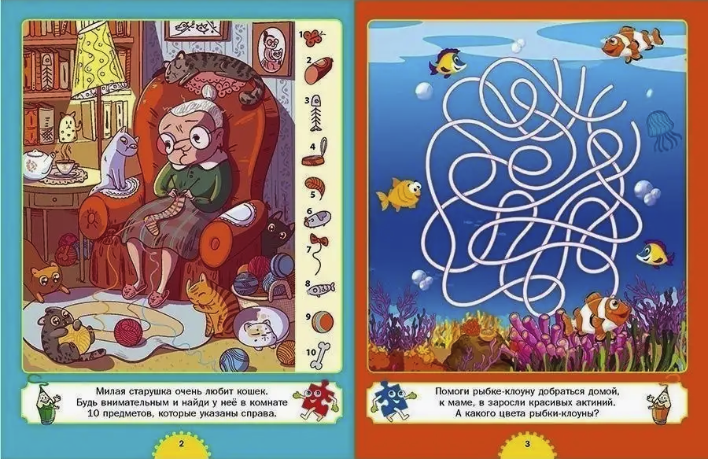 1
2
3
4
5
6
7
8
9
10
Милая старушка очень любит кошек.
Будь внимательным и найди у неё в комнате
10 предметов, которые указаны справа.
2
Помоги рыбке-клоуну добраться домой,
к маме, в заросли красивых актиний.
А какого цвета рыбки-клоуны?
3